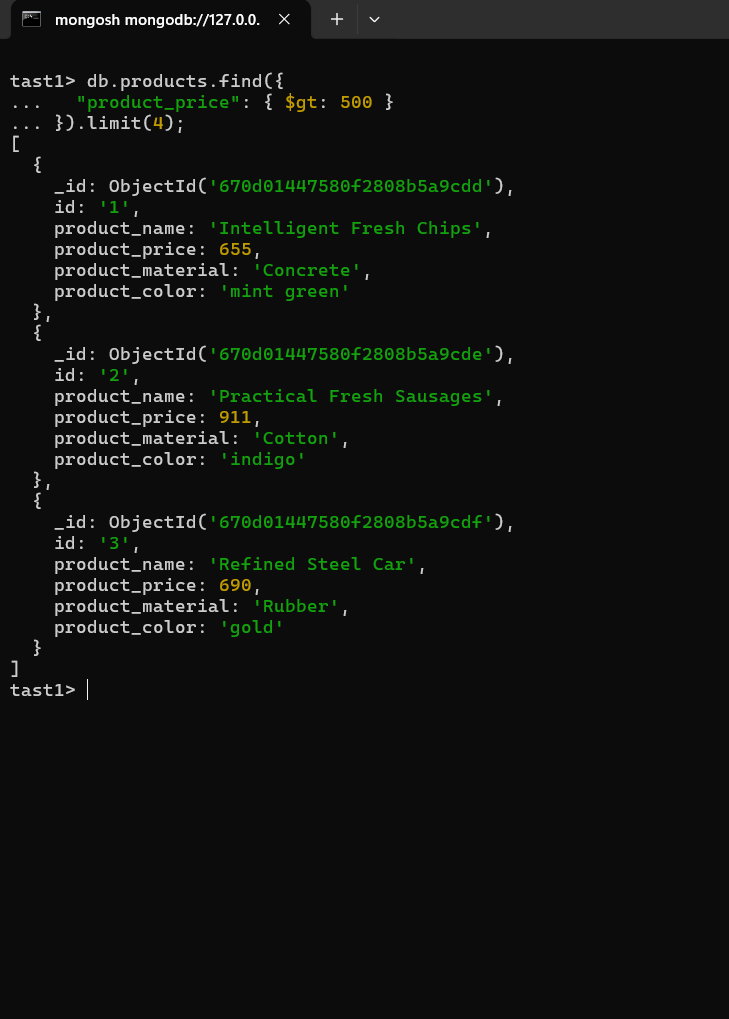 mongosh mongodb://127.0.0.
tast1> db.products.find({
...   "product_price": { $gt: 500 }
... }).limit(4);
[
  {
    _id: ObjectId('670d01447580f2808b5a9cdd'),
    id: '1',
    product_name: 'Intelligent Fresh Chips',
    product_price: 655,
    product_material: 'Concrete',
    product_color: 'mint green'
  },
  {
    _id: ObjectId('670d01447580f2808b5a9cde'),
    id: '2',
    product_name: 'Practical Fresh Sausages',
    product_price: 911,
    product_material: 'Cotton',
    product_color: 'indigo'
  },
  {
    _id: ObjectId('670d01447580f2808b5a9cdf'),
    id: '3',
    product_name: 'Refined Steel Car',
    product_price: 690,
    product_material: 'Rubber',
    product_color: 'gold'
  }
]
tast1>